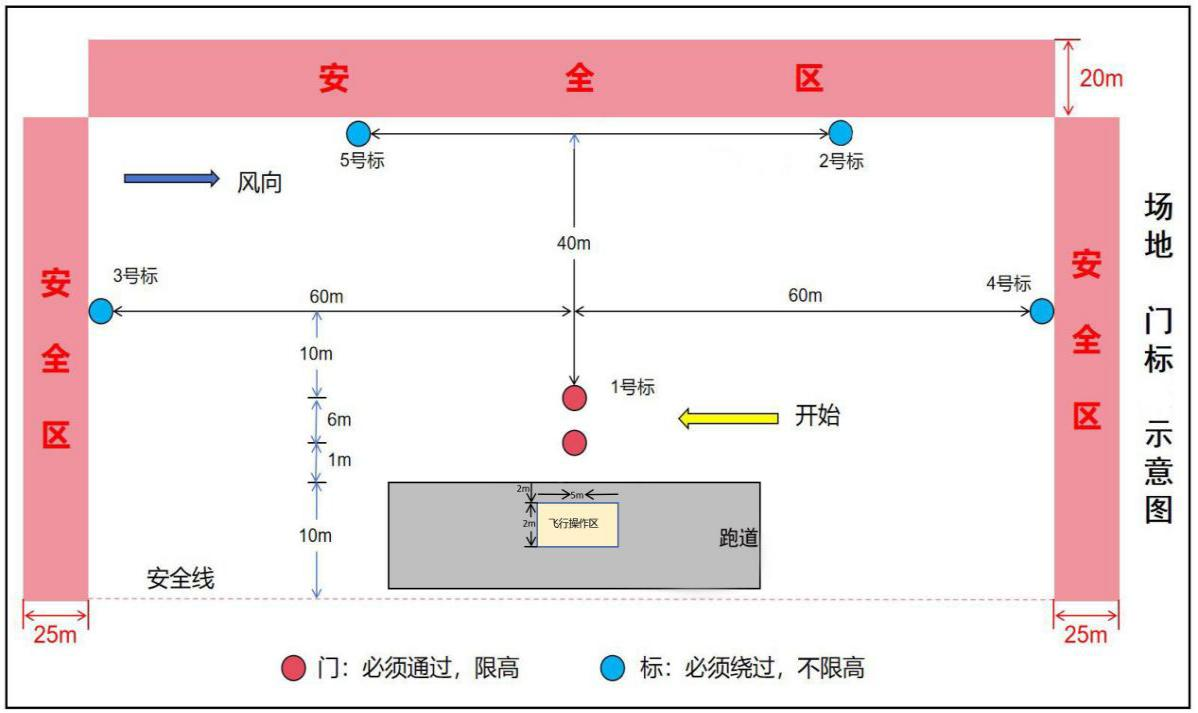 安 全 区
20m
5号标
2号标
风向
40m
3号标
60m
60m
4号标
安全区
安全区
场地 门标 示意图
10m
1号标
6m
开始
1m
2m
5m
2m
飞行操作区
10m
跑道
安全线
25m
25m
门：必须通过，限高
标：必须绕过，不限高